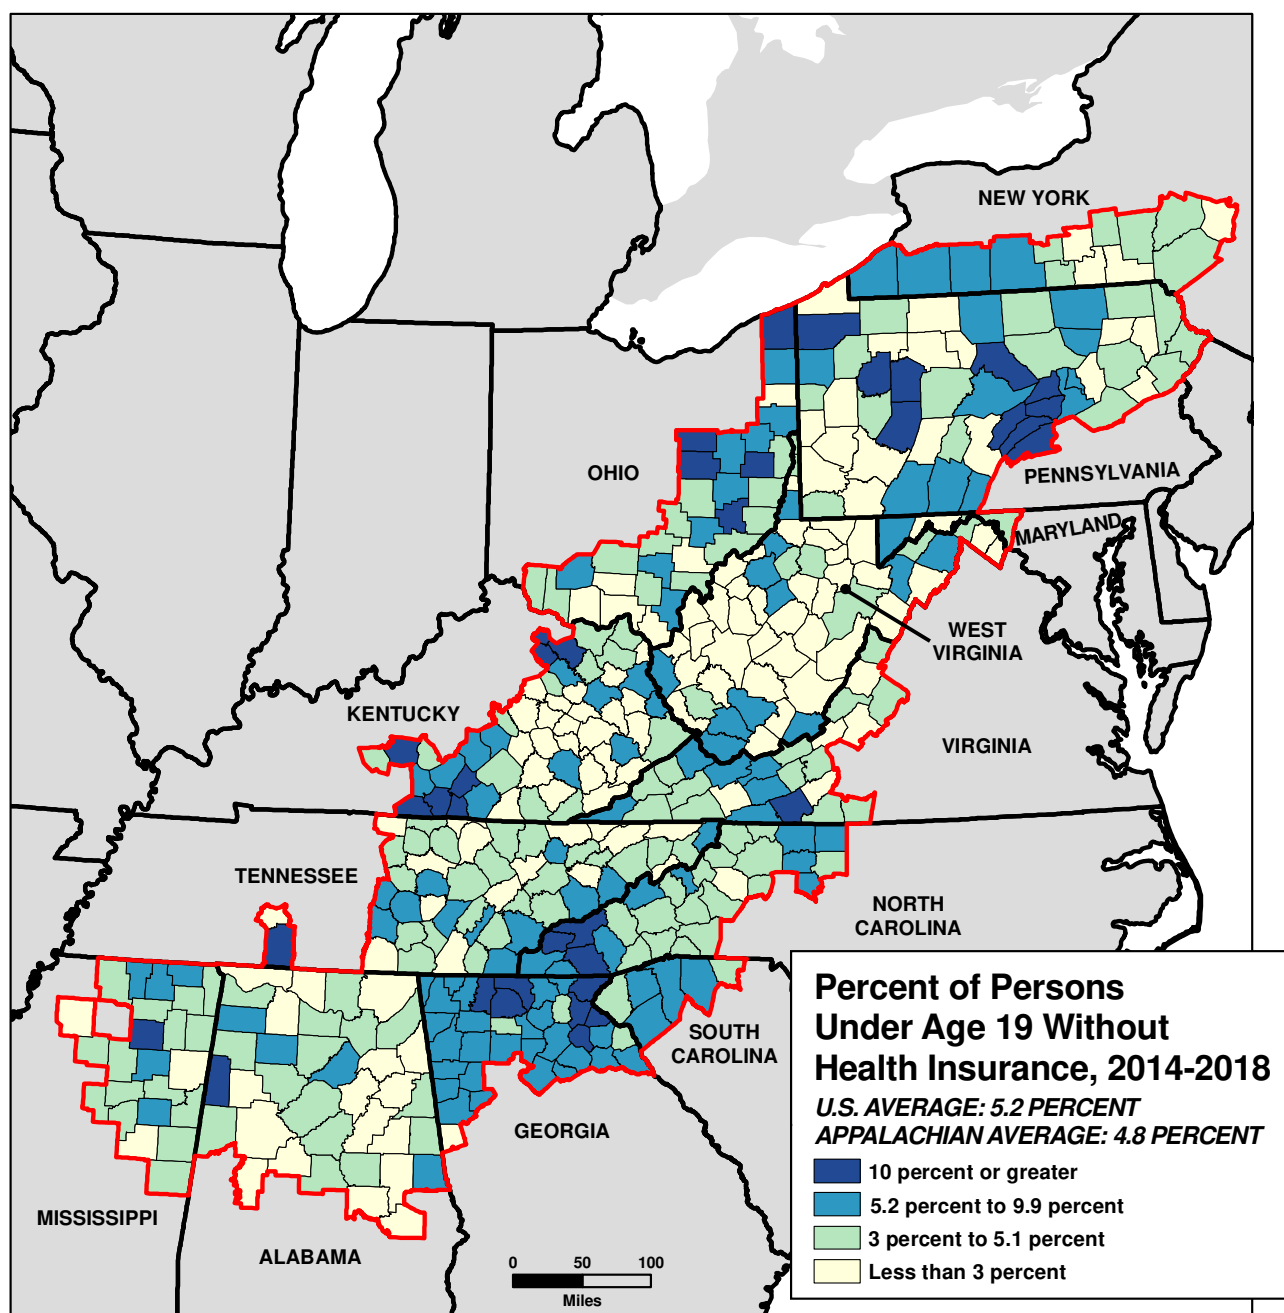 NEW YORK
OHIO
PENNSYLVANIA
MARYLAND
WEST
VIRGINIA
KENTUCKY
VIRGINIA
TENNESSEE
NORTH
CAROLINA
SOUTH
CAROLINA
GEORGIA
MISSISSIPPI
ALABAMA
0 50 100
Miles
Percent of Persons
Under Age 19 Without
Health Insurance, 2014-2018
U.S. AVERAGE: 5.2 PERCENT
APPALACHIAN AVERAGE: 4.8 PERCENT
10 percent or greater
5.2 percent to 9.9 percent
3 percent to 5.1 percent
Less than 3 percent